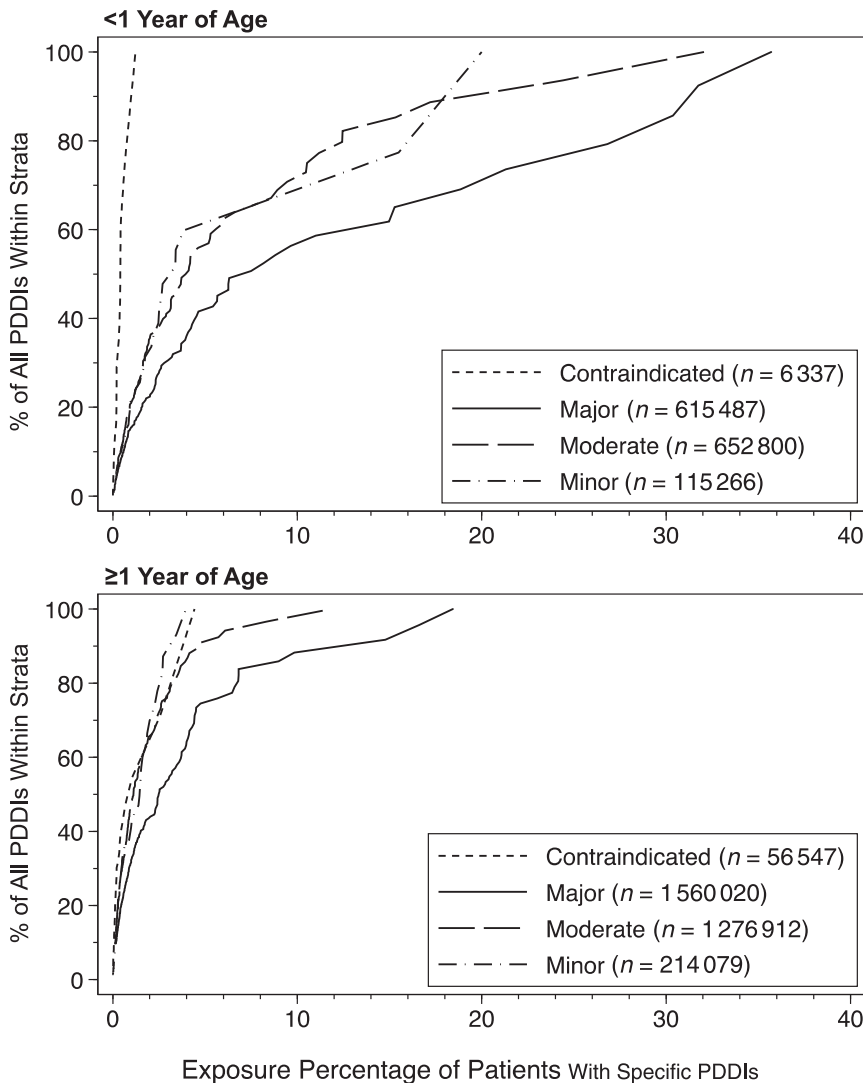 <1 Year of Age
100
80
60
40
20
0
% of All PDDIs Within Strata
Contraindicated (n = 6 337)
Major (n = 615 487)
Moderate (n = 652 800)
Minor (n = 115 266)
0 10 20 30 40
≥1 Year of Age
100
80
60
40
20
0
% of All PDDIs Within Strata
Contraindicated (n = 56 547)
Major (n = 1 560 020)
Moderate (n = 1 276 912)
Minor (n = 214 079)
0 10 20 30 40
Exposure Percentage of Patients With Specific PDDIs